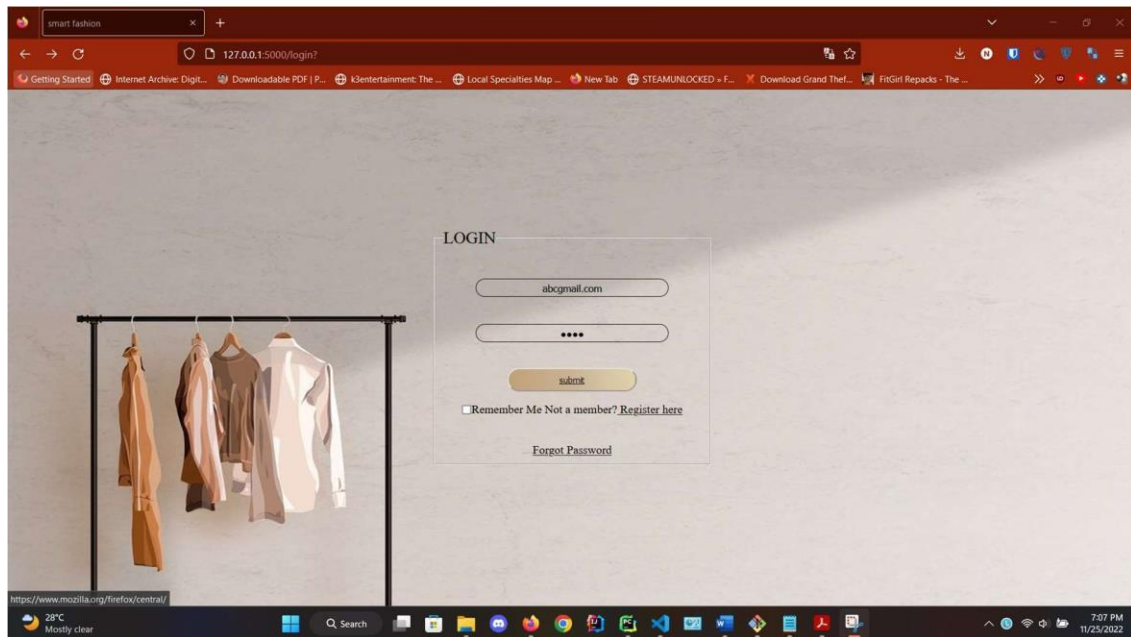 smart fashion
127.0.0.1:5000/login?
Getting Started Internet Archive: Digit... Downloadable PDF | P... k3entertainment: The ... Local Specialties Map ... New Tab STEAMUNLOCKED » F... Download Grand Thef... FitGirl Repacks - The ...
LOGIN
abcgmail.com
submit
Remember Me Not a member? Register here
Forgot Password
https://www.mozilla.org/firefox/central/
28°C
Mostly clear
Search
7:07 PM
11/25/2022